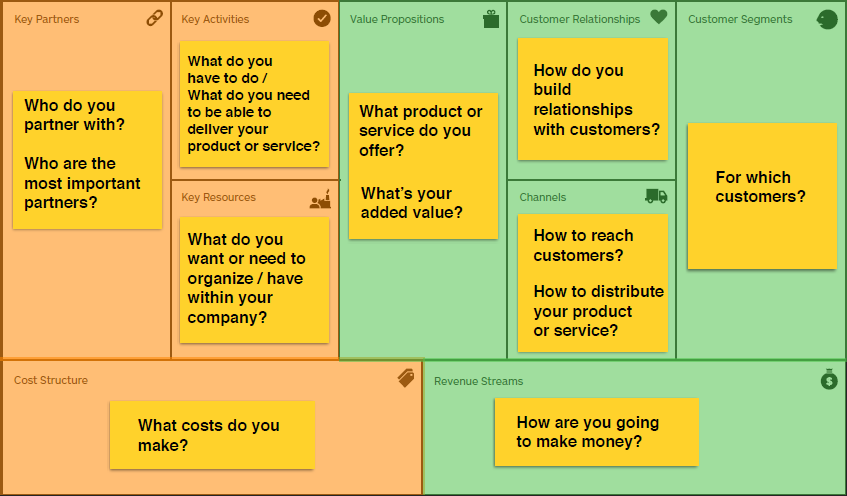 Key Partners
Who do you
partner with?
Who are the
most important
partners?
Key Activities
What do you
have to do /
What do you need
to be able to
deliver your
product or service?
Key Resources
What do you
want or need to
organize / have
within your
company?
Value Propositions
What product or
service do you
offer?
What's your
added value?
Customer Relationships
How do you
build
relationships
with customers?
Channels
How to reach
customers?
How to distribute
your product
or service?
Customer Segments
For which
customers?
Cost Structure
What costs do you
make?
Revenue Streams
$
How are you going
to make money?